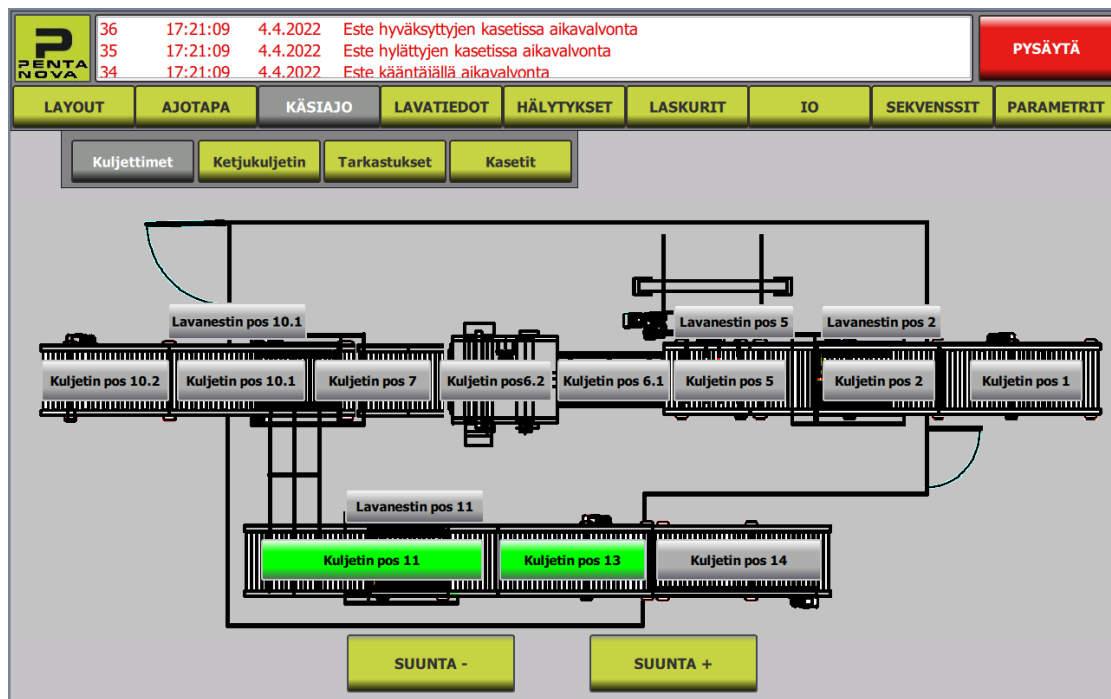 PENTA
NOVA
36 17:21:09 4.4.2022 Este hyväksyttyjen kasetissa aikavalvonta
35 17:21:09 4.4.2022 Este hylättyjen kasetissa aikavalvonta
34 17:21:09 4.4.2022 Este kääntäjällä aikavalvonta
PYSÄYTÄ
LAYOUT AJOTAPA KÄSIAJO LAVATIEDOT HÄLYTYKSET LASKURIT IO SEKVENSSIT PARAMETRIT
Kuljettimet Ketjukuljetin Tarkastukset Kasetit
Lavanestin pos 10.1 Lavanestin pos 5 Lavanestin pos 2
Kuljetin pos 10.2 Kuljetin pos 10.1 Kuljetin pos 7 Kuljetin pos6.2 Kuljetin pos 6.1 Kuljetin pos 5 Kuljetin pos 2 Kuljetin pos 1
Lavanestin pos 11
Kuljetin pos 11 Kuljetin pos 13 Kuljetin pos 14
SUUNTA - SUUNTA +